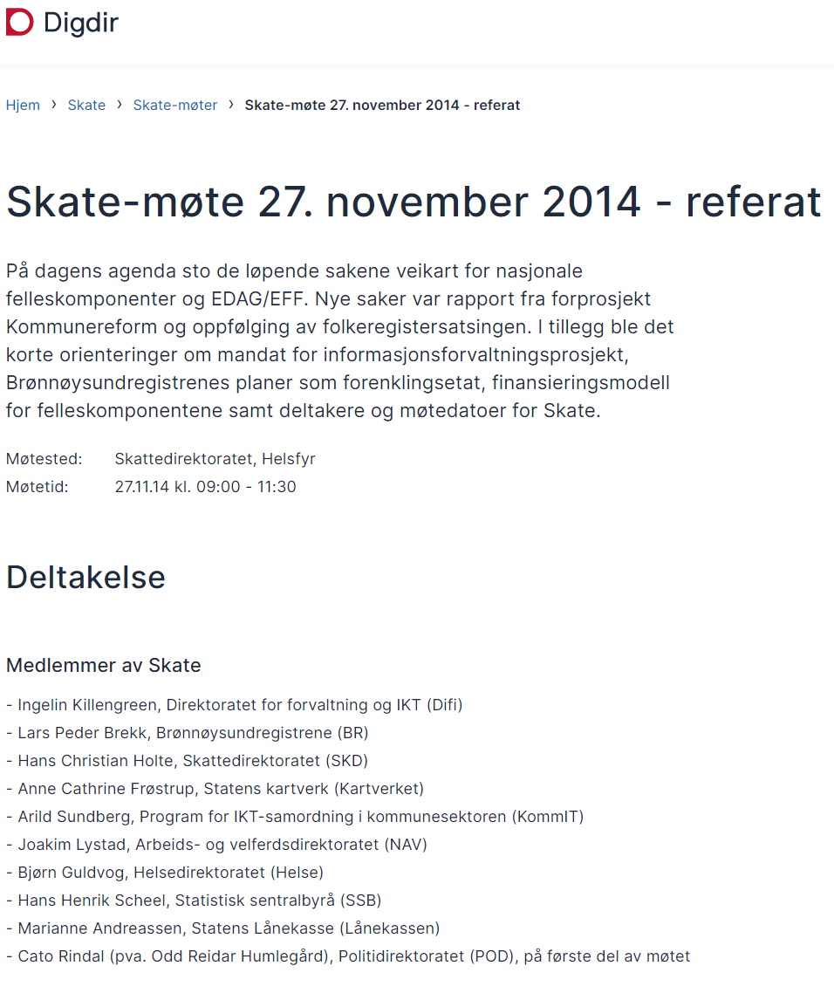 Digdir
Hjem › Skate › Skate-møter › Skate-møte 27. november 2014 - referat
Skate-møte 27. november 2014 - referat
På dagens agenda sto de løpende sakene veikart for nasjonale
felleskomponenter og EDAG/EFF. Nye saker var rapport fra forprosjekt
Kommunereform og oppfølging av folkeregistersatsingen. I tillegg ble det
korte orienteringer om mandat for informasjonsforvaltningsprosjekt,
Brønnøysundregistrenes planer som forenklingsetat, finansieringsmodell
for felleskomponentene samt deltakere og møtedatoer for Skate.
Møtested: Skattedirektoratet, Helsfyr
Møtetid: 27.11.14 kl. 09:00 - 11:30
Deltakelse
Medlemmer av Skate
- Ingelin Killengreen, Direktoratet for forvaltning og IKT (Difi)
- Lars Peder Brekk, Brønnøysundregistrene (BR)
- Hans Christian Holte, Skattedirektoratet (SKD)
- Anne Cathrine Frøstrup, Statens kartverk (Kartverket)
- Arild Sundberg, Program for IKT-samordning i kommunesektoren (KommIT)
- Joakim Lystad, Arbeids- og velferdsdirektoratet (NAV)
- Bjørn Guldvog, Helsedirektoratet (Helse)
- Hans Henrik Scheel, Statistisk sentralbyrå (SSB)
- Marianne Andreassen, Statens Lånekasse (Lånekassen)
- Cato Rindal (pva. Odd Reidar Humlegård), Politidirektoratet (POD), på første del av møtet